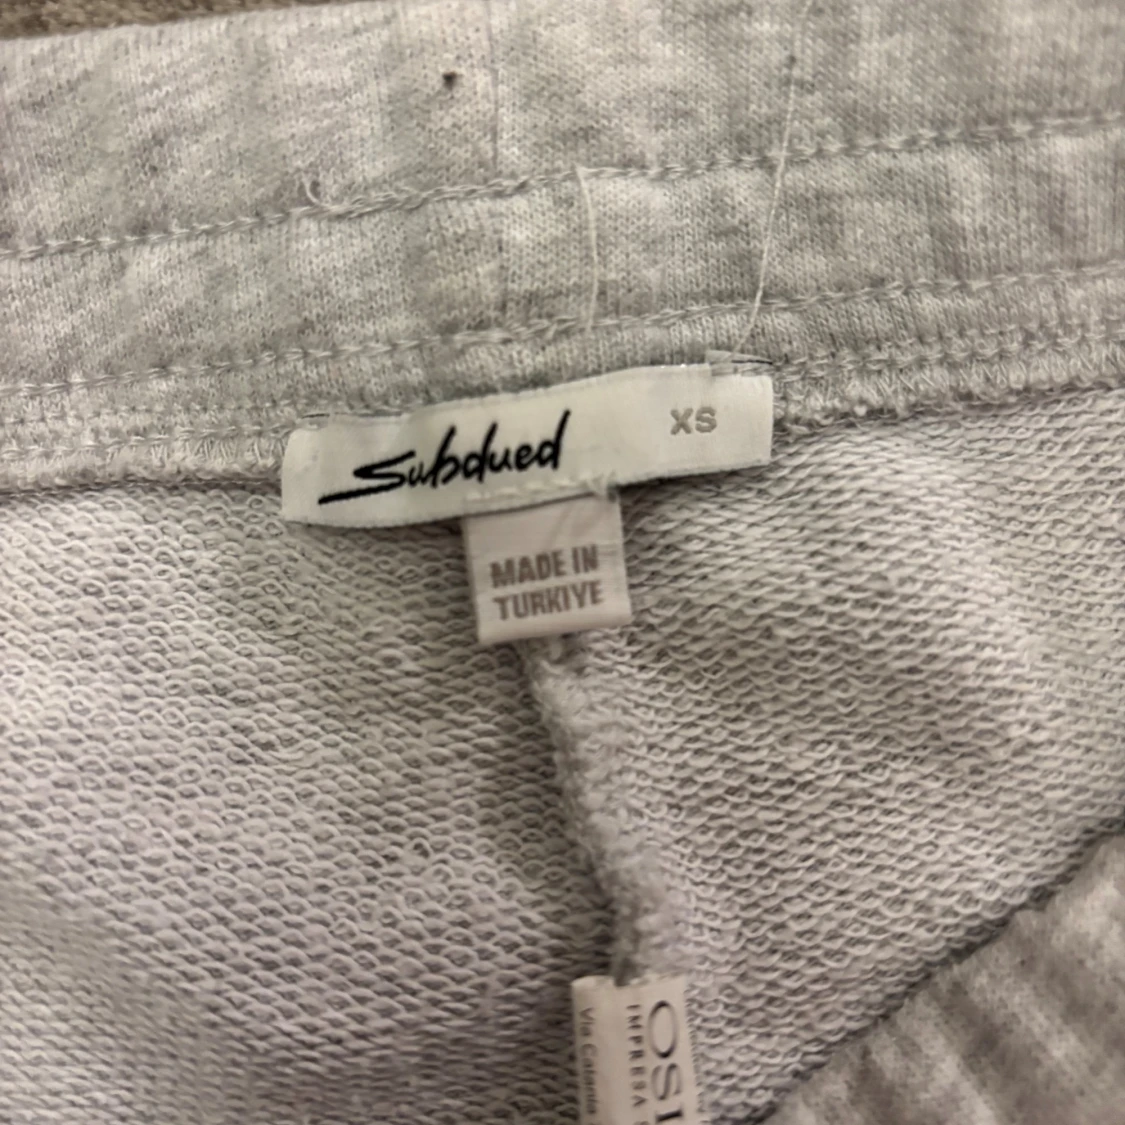 Subdued XS
MADE IN
TURKIYE
OSI
IMPRESA